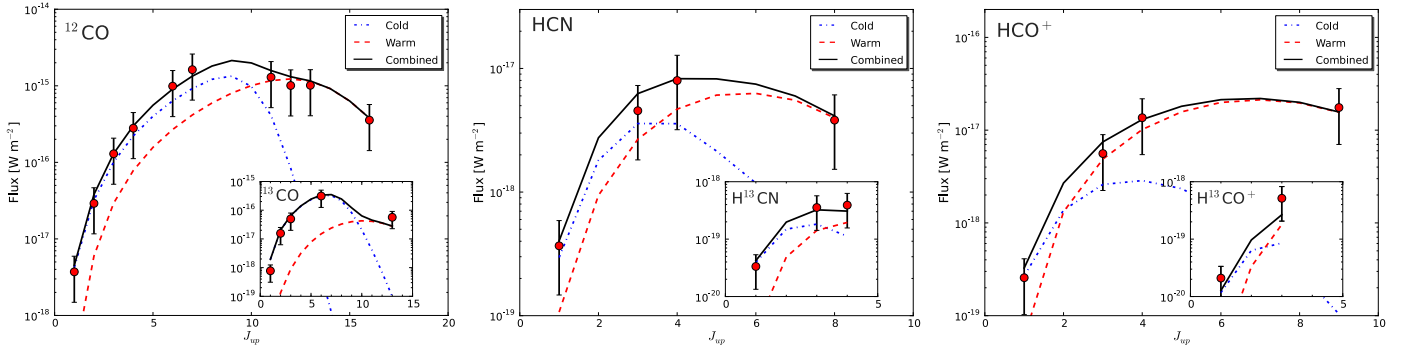 10⁻¹⁴
10⁻¹⁵
10⁻¹⁶
10⁻¹⁷
10⁻¹⁸
Flux [W m⁻²]
¹²CO
Cold
Warm
Combined
0 5 10 15 20
J_up
¹³CO
10⁻¹⁵
10⁻¹⁶
10⁻¹⁷
10⁻¹⁸
10⁻¹⁹
0 5 10 15
10⁻¹⁶
10⁻¹⁷
10⁻¹⁸
10⁻¹⁹
Flux [W m⁻²]
HCN
Cold
Warm
Combined
0 2 4 6 8 10
J_up
H¹³CN
10⁻¹⁸
10⁻¹⁹
10⁻²⁰
0 5
10⁻¹⁶
10⁻¹⁷
10⁻¹⁸
10⁻¹⁹
Flux [W m⁻²]
HCO⁺
Cold
Warm
Combined
0 2 4 6 8 10
J_up
H¹³CO⁺
10⁻¹⁸
10⁻¹⁹
10⁻²⁰
0 5